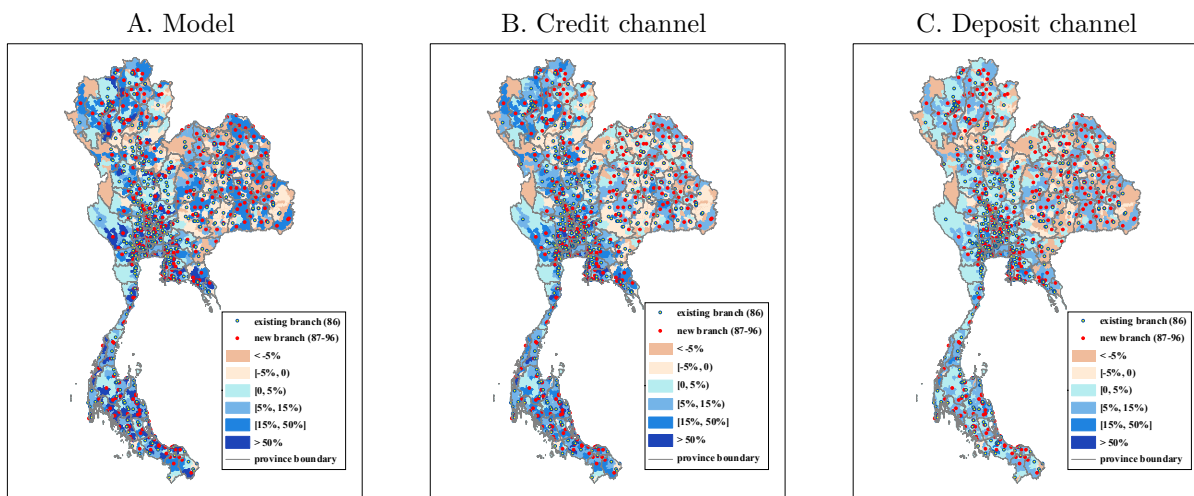 A. Model
B. Credit channel
C. Deposit channel
existing branch (86)
new branch (87-96)
< -5%
[-5%, 0)
[0, 5%)
[5%, 15%)
[15%, 50%]
> 50%
province boundary
existing branch (86)
new branch (87-96)
< -5%
[-5%, 0)
[0, 5%)
[5%, 15%)
[15%, 50%]
> 50%
province boundary
existing branch (86)
new branch (87-96)
< -5%
[-5%, 0)
[0, 5%)
[5%, 15%)
[15%, 50%]
> 50%
province boundary